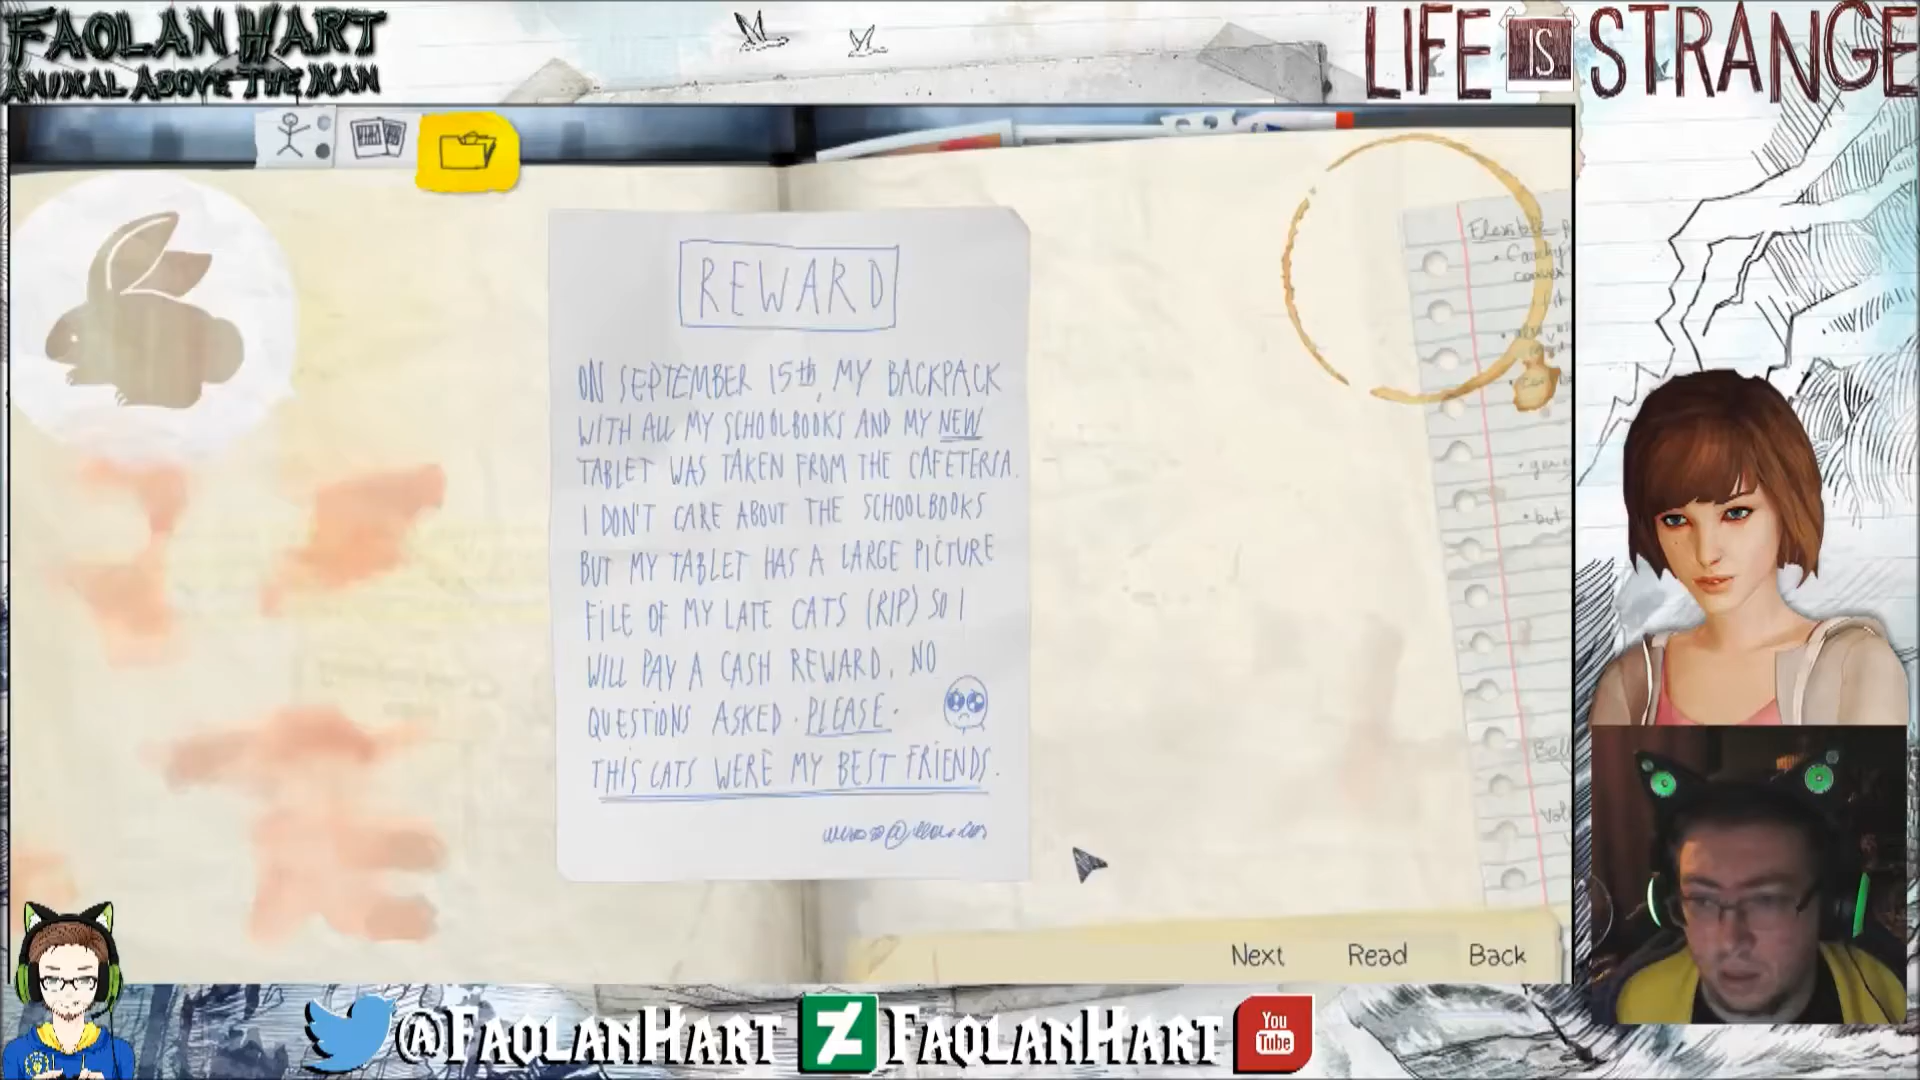 FAOLAN HART
ANIMAL ABOVE THE MAN
LIFE IS STRANGE
REWARD
ON SEPTEMBER 15th, MY BACKPACK
WITH ALL MY SCHOOLBOOKS AND MY NEW
TABLET WAS TAKEN FROM THE CAFETERIA.
I DON'T CARE ABOUT THE SCHOOLBOOKS
BUT MY TABLET HAS A LARGE PICTURE
FILE OF MY LATE CATS (RIP) SO I
WILL PAY A CASH REWARD. NO
QUESTIONS ASKED. PLEASE.
THIS CATS WERE MY BEST FRIENDS.
Flexible
but
Next Read Back
@FAOLANHART FAOLANHART You Tube